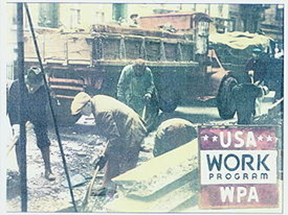 ★ ★ USA ★ ★
WORK
PROGRAM
WPA